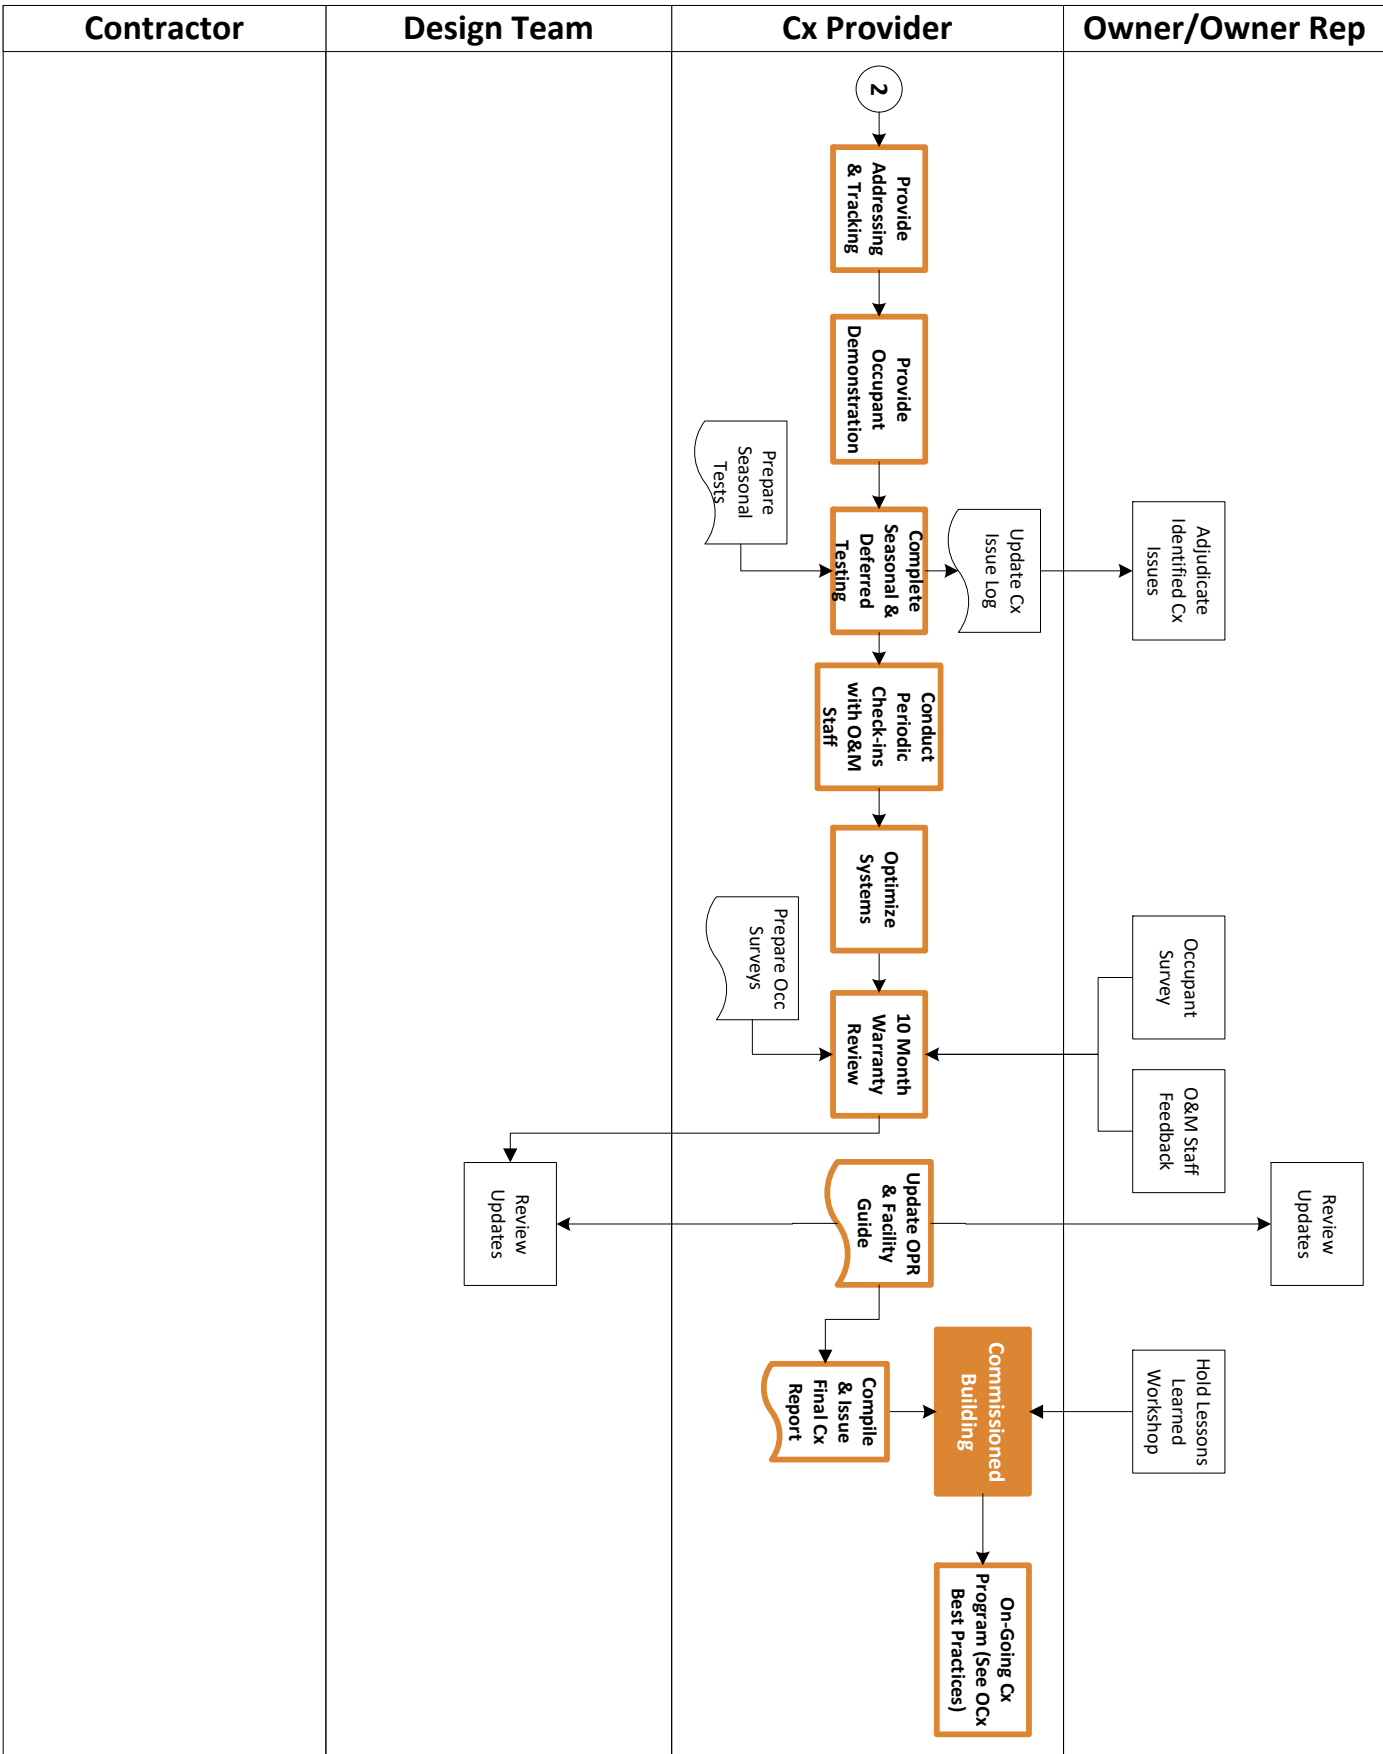 Contractor
Design Team
Cx Provider
Owner/Owner Rep
2
Provide
Addressing
& Tracking
Provide
Occupant
Demonstration
Prepare
Seasonal
Tests
Complete
Seasonal &
Deferred
Testing
Update Cx
Issue Log
Adjudicate
Identified Cx
Issues
Conduct
Periodic
Check-ins
with O&M
Staff
Optimize
Systems
Prepare Occ
Surveys
10 Month
Warranty
Review
Occupant
Survey
O&M Staff
Feedback
Review
Updates
Update OPR
& Facility
Guide
Review
Updates
Compile
& Issue
Final Cx
Report
Commissioned
Building
Hold Lessons
Learned
Workshop
On-Going Cx
Program (See OCx
Best Practices)